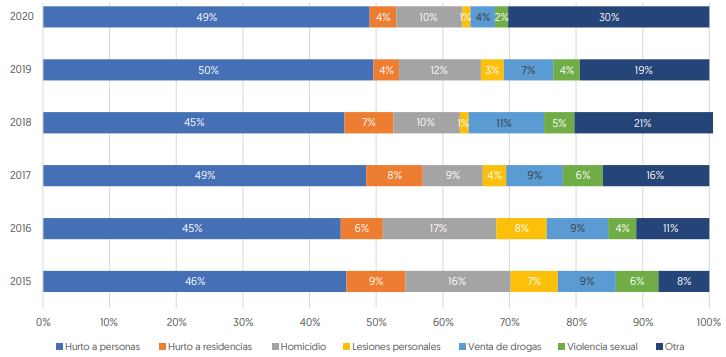 2020 49% 4% 10% 1% 4% 2% 30%
2019 50% 4% 12% 3% 7% 4% 19%
2018 45% 7% 10% 1% 11% 5% 21%
2017 49% 8% 9% 4% 9% 6% 16%
2016 45% 6% 17% 8% 9% 4% 11%
2015 46% 9% 16% 7% 9% 6% 8%
0% 10% 20% 30% 40% 50% 60% 70% 80% 90% 100%
Hurto a personas Hurto a residencias Homicidio Lesiones personales Venta de drogas Violencia sexual Otra